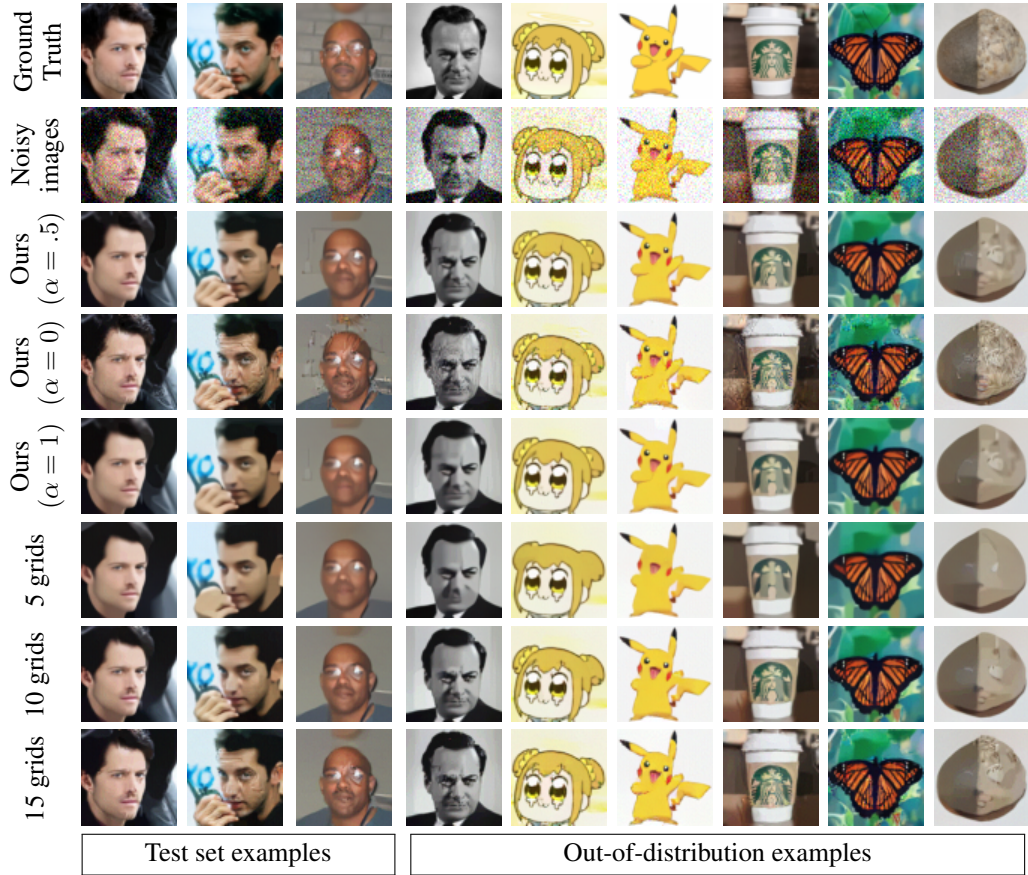 Ground
Truth
Noisy
images
Ours
(α = .5)
Ours
(α = 0)
Ours
(α = 1)
5 grids
10 grids
15 grids
Test set examples
Out-of-distribution examples